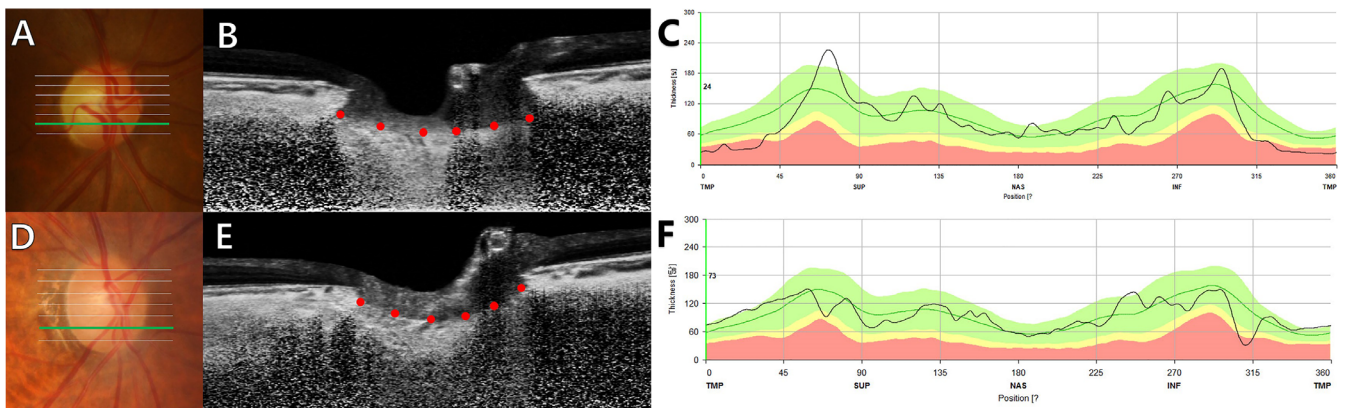 A
B
C
300
240
180
120
60
0
Thickness [㎛]
24
0 45 90 135 180 225 270 315 360
TMP SUP NAS INF TMP
Position [?
D
E
F
300
240
180
120
60
0
73
0 45 90 135 180 225 270 315 360
TMP SUP NAS INF TMP
Position [?